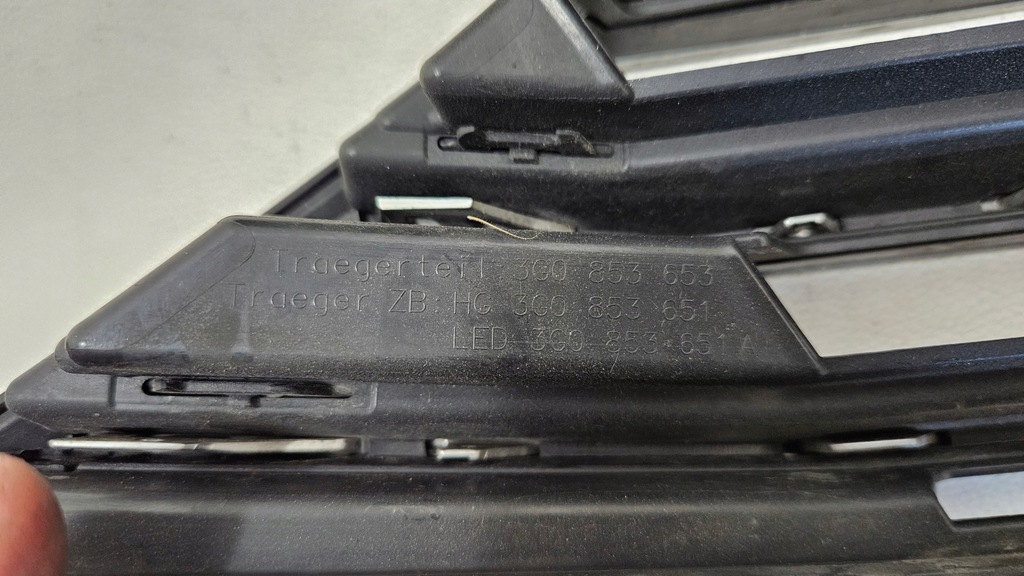 Traegerteil 3G0 853 653
Traeger ZB: HG 3G0 853 651
LED 3G0 853 651 A